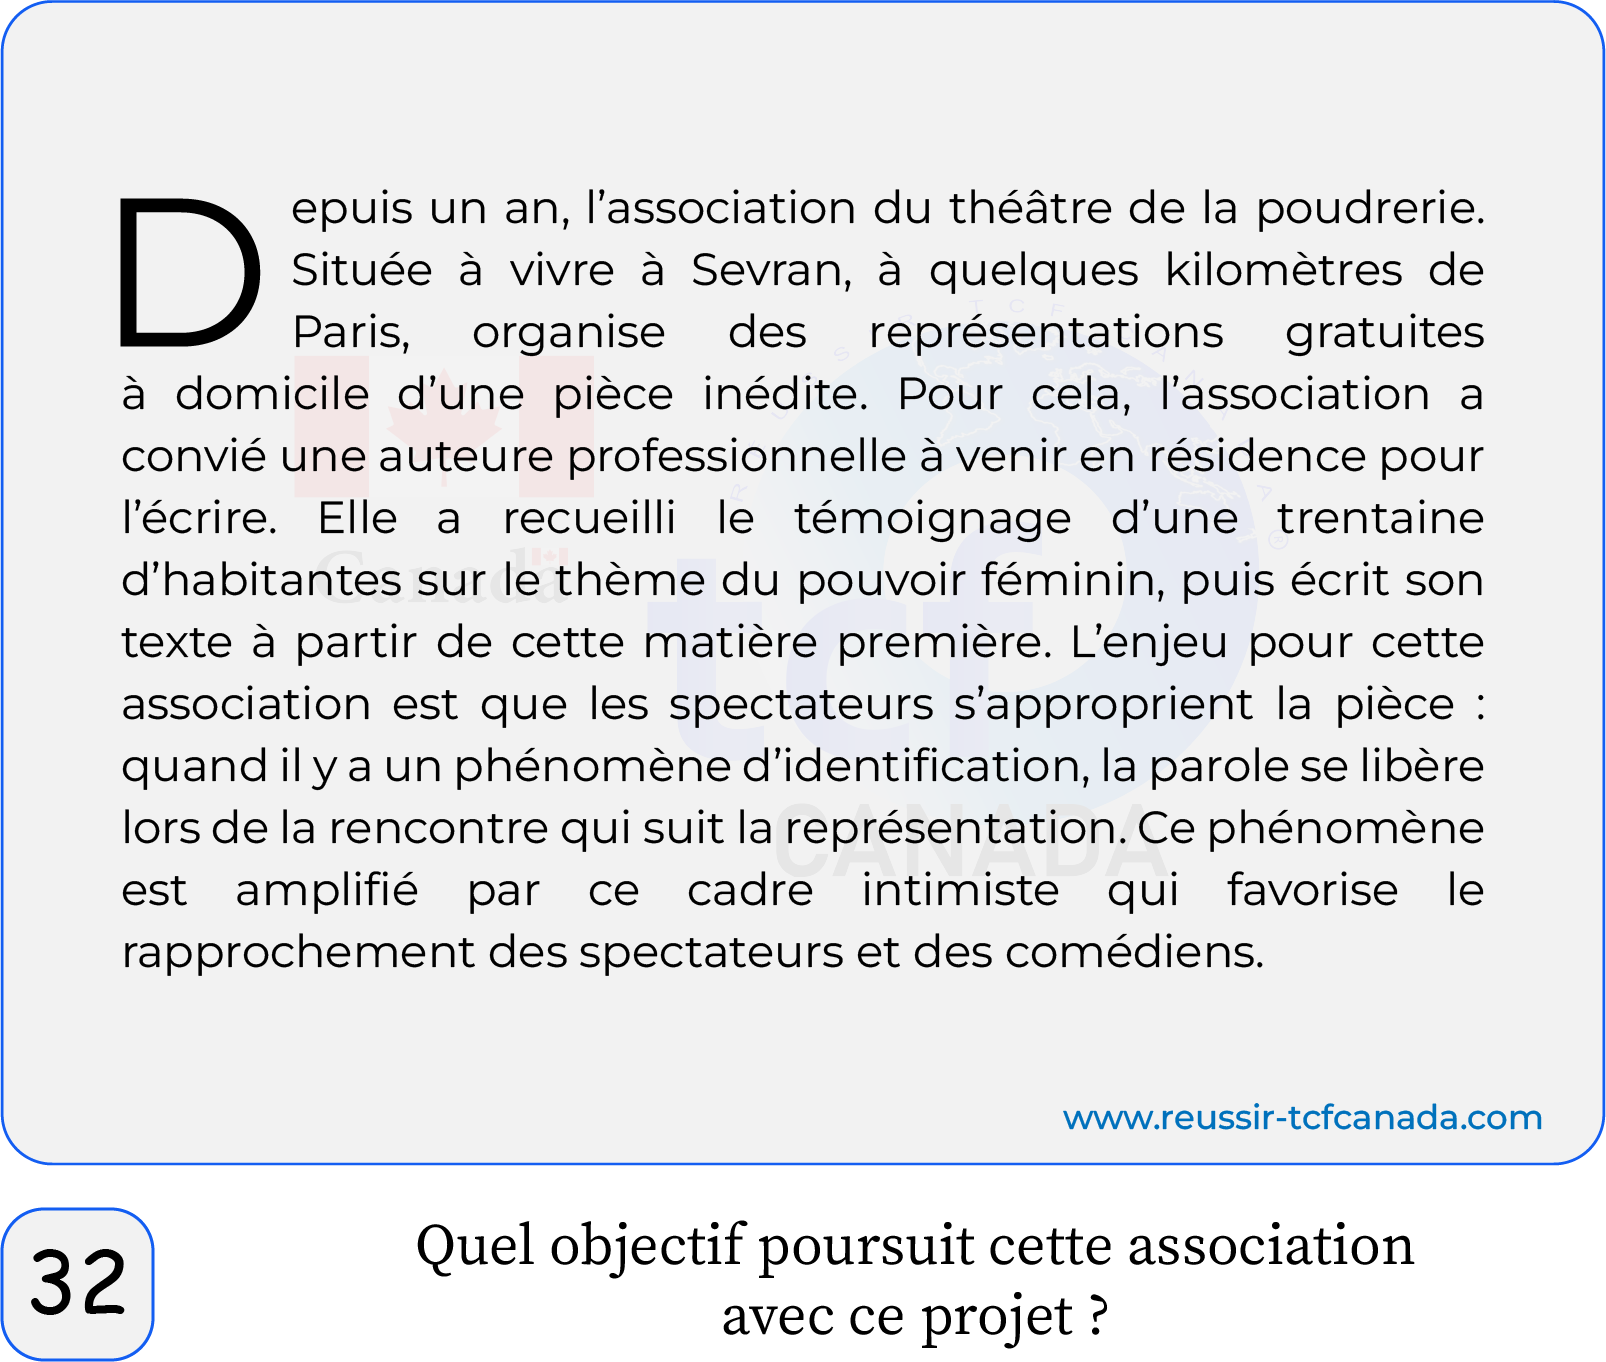 Depuis un an, l’association du théâtre de la poudrerie.
Située à vivre à Sevran, à quelques kilomètres de
Paris, organise des représentations gratuites
à domicile d’une pièce inédite. Pour cela, l’association a
convié une auteure professionnelle à venir en résidence pour
l’écrire. Elle a recueilli le témoignage d’une trentaine
d’habitantes sur le thème du pouvoir féminin, puis écrit son
texte à partir de cette matière première. L’enjeu pour cette
association est que les spectateurs s’approprient la pièce :
quand il y a un phénomène d’identification, la parole se libère
lors de la rencontre qui suit la représentation. Ce phénomène
est amplifié par ce cadre intimiste qui favorise le
rapprochement des spectateurs et des comédiens.
Canada
tcf
CANADA
REUSSIR TCF CANADA ®
www.reussir-tcfcanada.com
32
Quel objectif poursuit cette association
avec ce projet ?